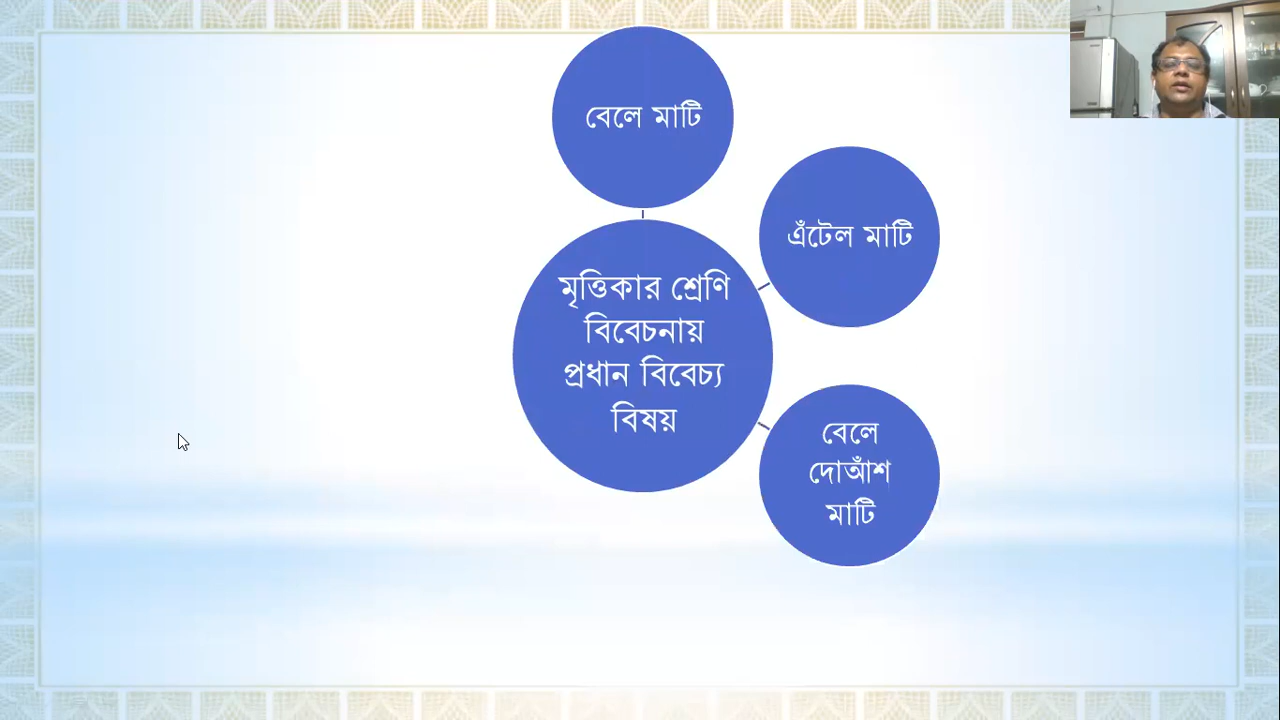 বেলে মাটি
এঁটেল মাটি
মৃত্তিকার শ্রেণি
বিবেচনায়
প্রধান বিবেচ্য
বিষয়
বেলে
দোআঁশ
মাটি